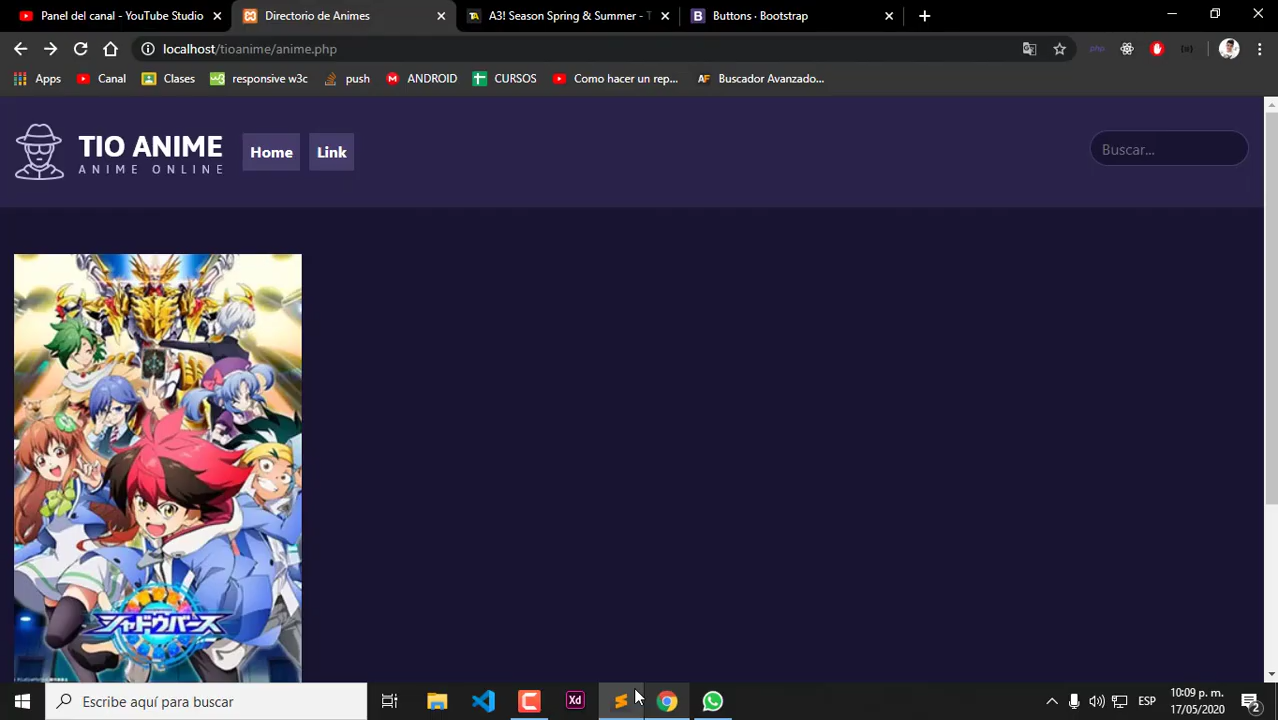 Panel del canal - YouTube Studio
Directorio de Animes
A3! Season Spring & Summer - T
Buttons · Bootstrap
localhost/tioanime/anime.php
Apps
Canal
Clases
responsive w3c
push
ANDROID
CURSOS
Como hacer un rep...
Buscador Avanzado...
TIO ANIME
ANIME ONLINE
Home
Link
Buscar...
シャドウバース
Escribe aquí para buscar
Xd
ESP
10:09 p. m.
17/05/2020
2